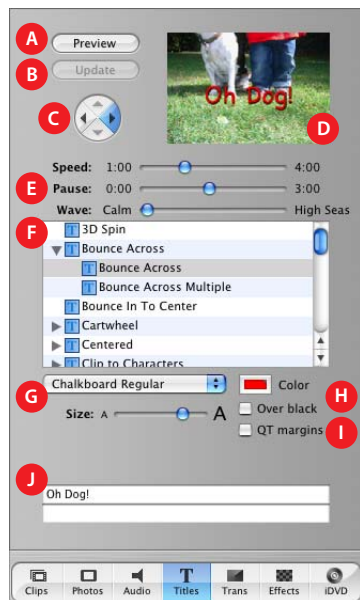 A Preview
B Update
C
Oh Dog!
D
Speed: 1:00 4:00
E Pause: 0:00 3:00
Wave: Calm High Seas
F 3D Spin
Bounce Across
Bounce Across
Bounce Across Multiple
Bounce In To Center
Cartwheel
Centered
Clip to Characters
G Chalkboard Regular Color H
Size: A A Over black
QT margins I
J
Oh Dog!
Clips Photos Audio Titles Trans Effects iDVD